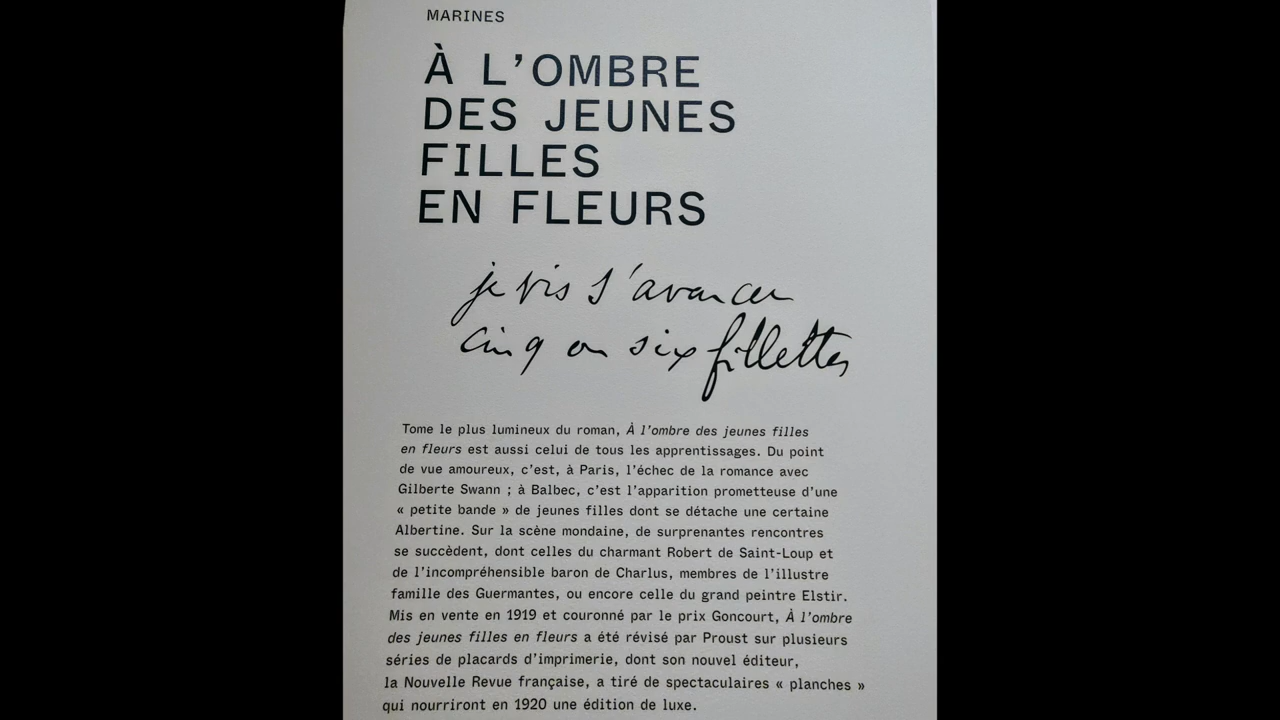 MARINES
À L’OMBRE
DES JEUNES
FILLES
EN FLEURS
je vis s’avancer
cinq ou six fillettes
Tome le plus lumineux du roman, À l’ombre des jeunes filles
en fleurs est aussi celui de tous les apprentissages. Du point
de vue amoureux, c’est, à Paris, l’échec de la romance avec
Gilberte Swann ; à Balbec, c’est l’apparition prometteuse d’une
« petite bande » de jeunes filles dont se détache une certaine
Albertine. Sur la scène mondaine, de surprenantes rencontres
se succèdent, dont celles du charmant Robert de Saint-Loup et
de l’incompréhensible baron de Charlus, membres de l’illustre
famille des Guermantes, ou encore celle du grand peintre Elstir.
Mis en vente en 1919 et couronné par le prix Goncourt, À l’ombre
des jeunes filles en fleurs a été révisé par Proust sur plusieurs
séries de placards d’imprimerie, dont son nouvel éditeur,
la Nouvelle Revue française, a tiré de spectaculaires « planches »
qui nourriront en 1920 une édition de luxe.